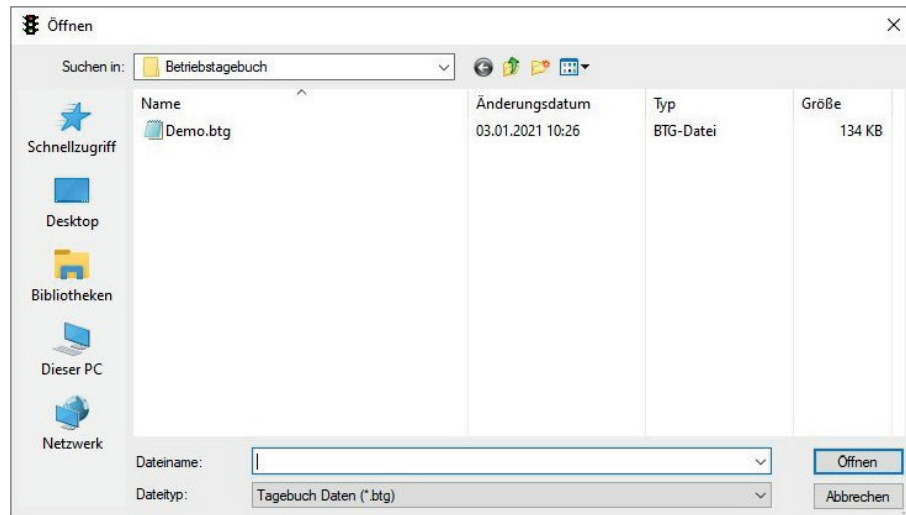 Öffnen
Suchen in: Betriebstagebuch
Name Änderungsdatum Typ Größe
Demo.btg 03.01.2021 10:26 BTG-Datei 134 KB
Schnellzugriff
Desktop
Bibliotheken
Dieser PC
Netzwerk
Dateiname: Öffnen
Dateityp: Tagebuch Daten (*.btg) Abbrechen